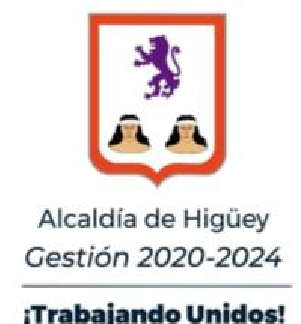 Alcaldía de Higüey
Gestión 2020-2024
¡Trabajando Unidos!